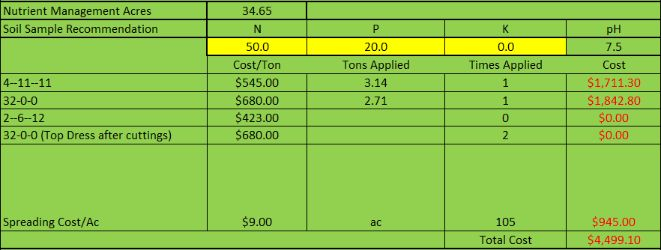 Nutrient Management Acres 34.65
Soil Sample Recommendation N P K pH
50.0 20.0 0.0 7.5
Cost/Ton Tons Applied Times Applied Cost
4--11--11 $545.00 3.14 1 $1,711.30
32-0-0 $680.00 2.71 1 $1,842.80
2--6--12 $423.00 0 $0.00
32-0-0 (Top Dress after cuttings) $680.00 2 $0.00
Spreading Cost/Ac $9.00 ac 105 $945.00
Total Cost $4,499.10